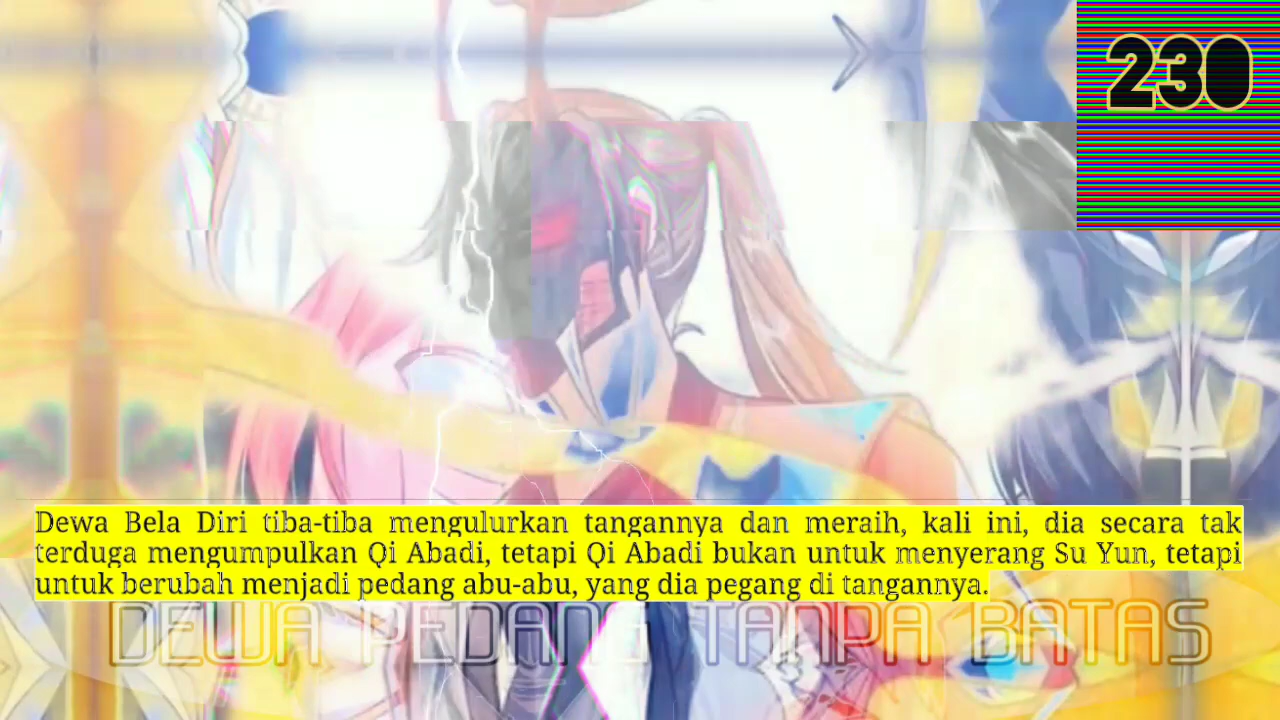 230
Dewa Bela Diri tiba-tiba mengulurkan tangannya dan meraih, kali ini, dia secara tak
terduga mengumpulkan Qi Abadi, tetapi Qi Abadi bukan untuk menyerang Su Yun, tetapi
untuk berubah menjadi pedang abu-abu, yang dia pegang di tangannya.
DEWA PEDANG TANPA BATAS